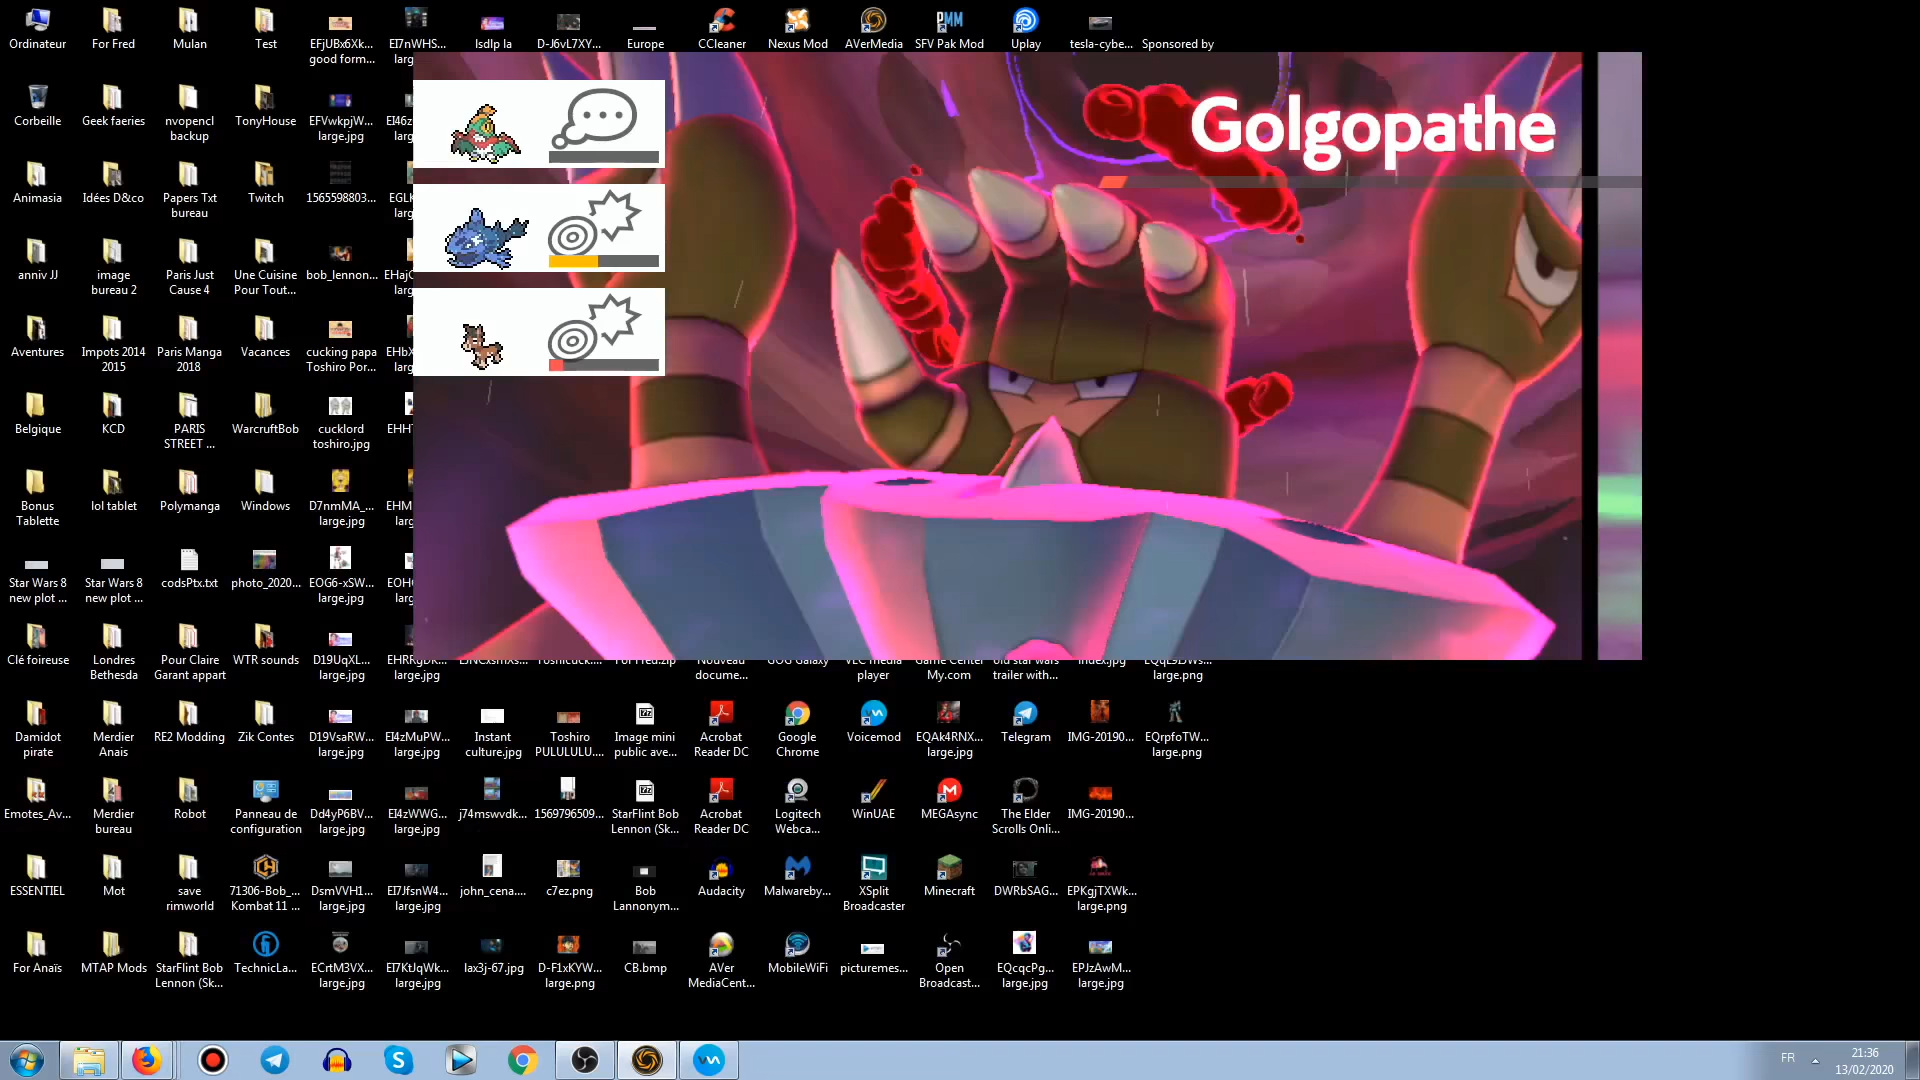 Ordinateur
For Fred
Mulan
Test
EFjUBx6Xk...
good form...
EI7nWHS...
lsdlp la
D-J6vL7XY...
Europe
CCleaner
Nexus Mod
AVerMedia
SFV Pak Mod
Uplay
tesla-cybe...
Sponsored by
Golgopathe
Corbeille
Geek faeries
nvopencl
backup
TonyHouse
EFVwkpjW...
large.jpg
Animasia
Idées D&co
Papers Txt
bureau
Twitch
1565598803...
anniv JJ
image
bureau 2
Paris Just
Cause 4
Une Cuisine
Pour Tout...
bob_lennon...
Aventures
Impots 2014
2015
Paris Manga
2018
Vacances
cucking papa
Toshiro Por...
Belgique
KCD
PARIS
STREET ...
WarcruftBob
cucklord
toshiro.jpg
Bonus
Tablette
lol tablet
Polymanga
Windows
D7nmMA_...
large.jpg
Star Wars 8
new plot ...
Star Wars 8
new plot ...
codsPtx.txt
photo_2020...
EOG6-xSW...
large.jpg
Clé foireuse
Londres
Bethesda
Pour Claire
Garant appart
WTR sounds
D19UqXL...
large.jpg
large.jpg
Nouveau
docume...
GOG Galaxy
VLC media
player
Game Center
My.com
old star wars
trailer with...
index.jpg
large.png
Damidot
pirate
Merdier
Anais
RE2 Modding
Zik Contes
D19VsaRW...
large.jpg
EI4zMuPW...
large.jpg
Instant
culture.jpg
Toshiro
PULULULU....
Image mini
public ave...
Acrobat
Reader DC
Google
Chrome
Voicemod
EQAk4RNX...
large.jpg
Telegram
IMG-20190...
EQrpfoTW...
large.png
Emotes_Av...
Merdier
bureau
Robot
Panneau de
configuration
Dd4yP6BV...
large.jpg
EI4zWWG...
large.jpg
j74mswvdk...
1569796509...
StarFlint Bob
Lennon (Sk...
Acrobat
Reader DC
Logitech
Webca...
WinUAE
MEGAsync
The Elder
Scrolls Onli...
IMG-20190...
ESSENTIEL
Mot
save
rimworld
71306-Bob_...
Kombat 11 ...
DsmVVH1...
large.jpg
EI7JfsnW4...
large.jpg
john_cena....
c7ez.png
Bob
Lannonym...
Audacity
Malwareby...
XSplit
Broadcaster
Minecraft
DWRbSAG...
EPKgjTXWk...
large.png
For Anaïs
MTAP Mods
StarFlint Bob
Lennon (Sk...
TechnicLa...
ECrtM3VX...
large.jpg
EI7KtJqWk...
large.jpg
lax3j-67.jpg
D-F1xKYW...
large.png
CB.bmp
AVer
MediaCent...
MobileWiFi
picturemes...
Open
Broadcast...
EQcqcPg...
large.jpg
EPJzAwM...
large.jpg
FR
21:36
13/02/2020